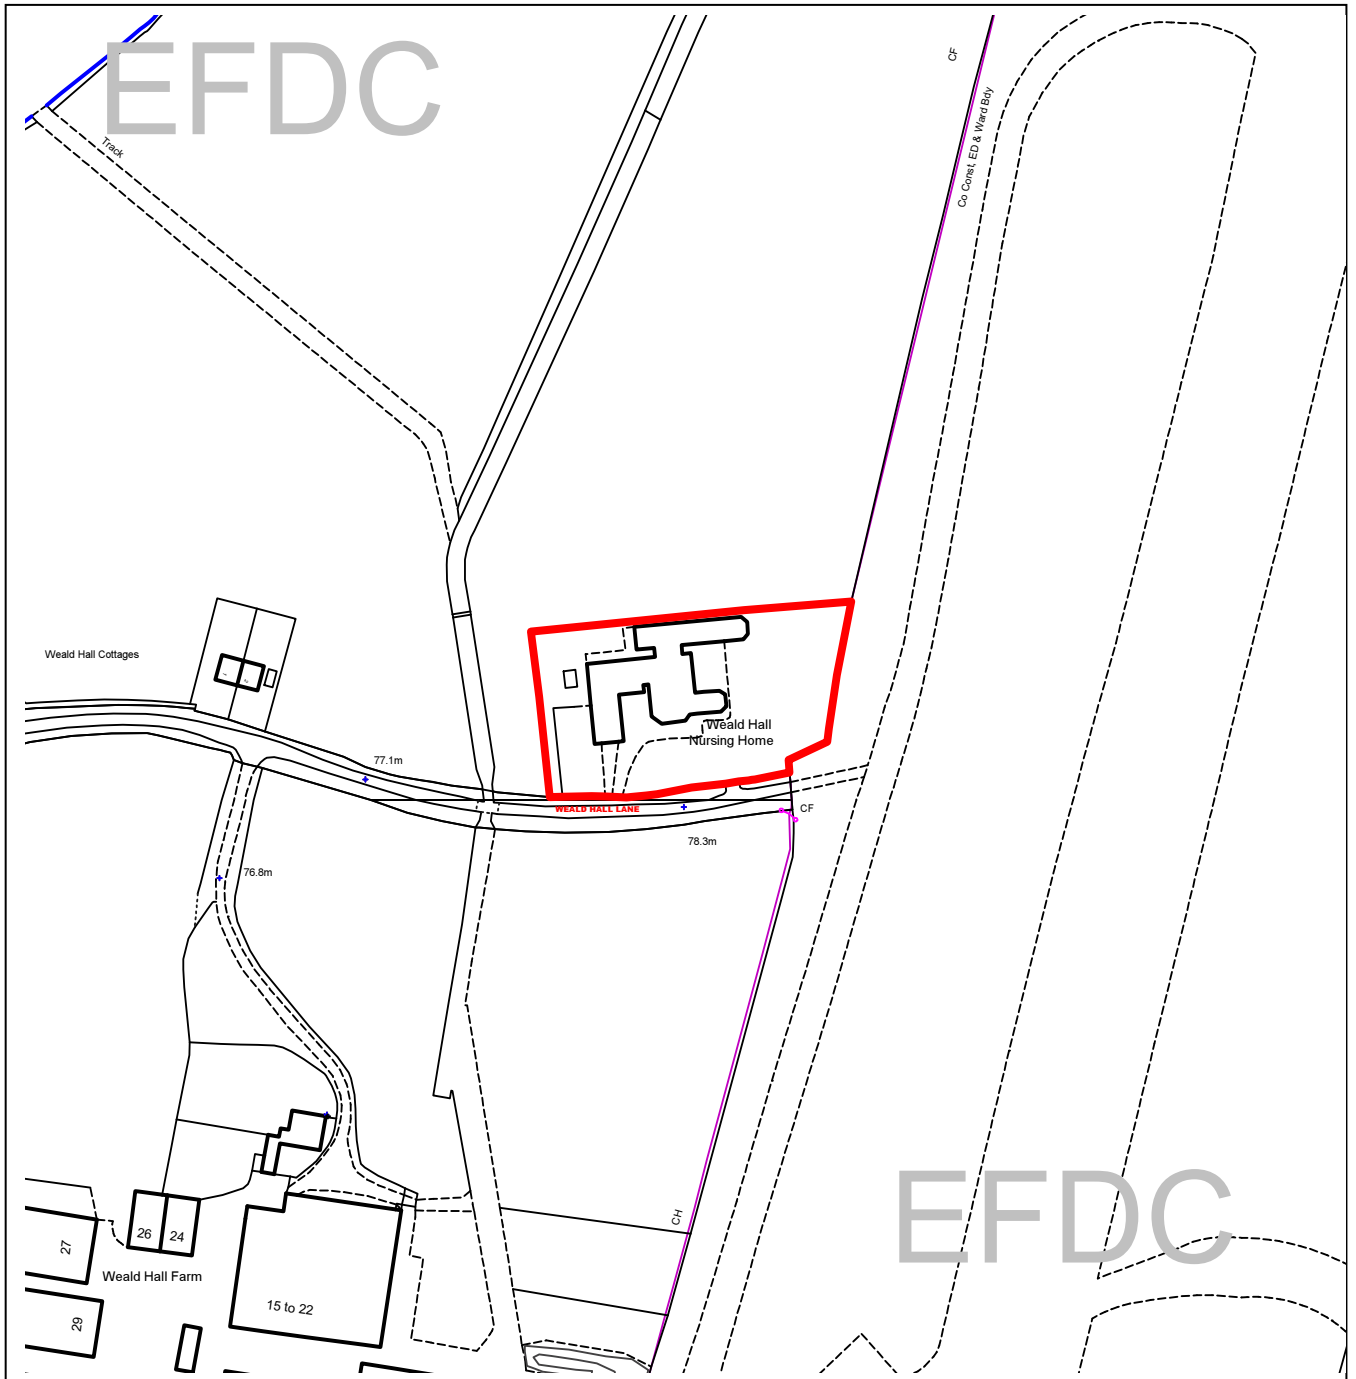 EFDC
CF
Track
Co Const, ED & Ward Bdy
Weald Hall Cottages
Weald Hall
Nursing Home
77.1m
WEALD HALL LANE
CF
78.3m
76.8m
CH
EFDC
26
24
27
Weald Hall Farm
15 to 22
29